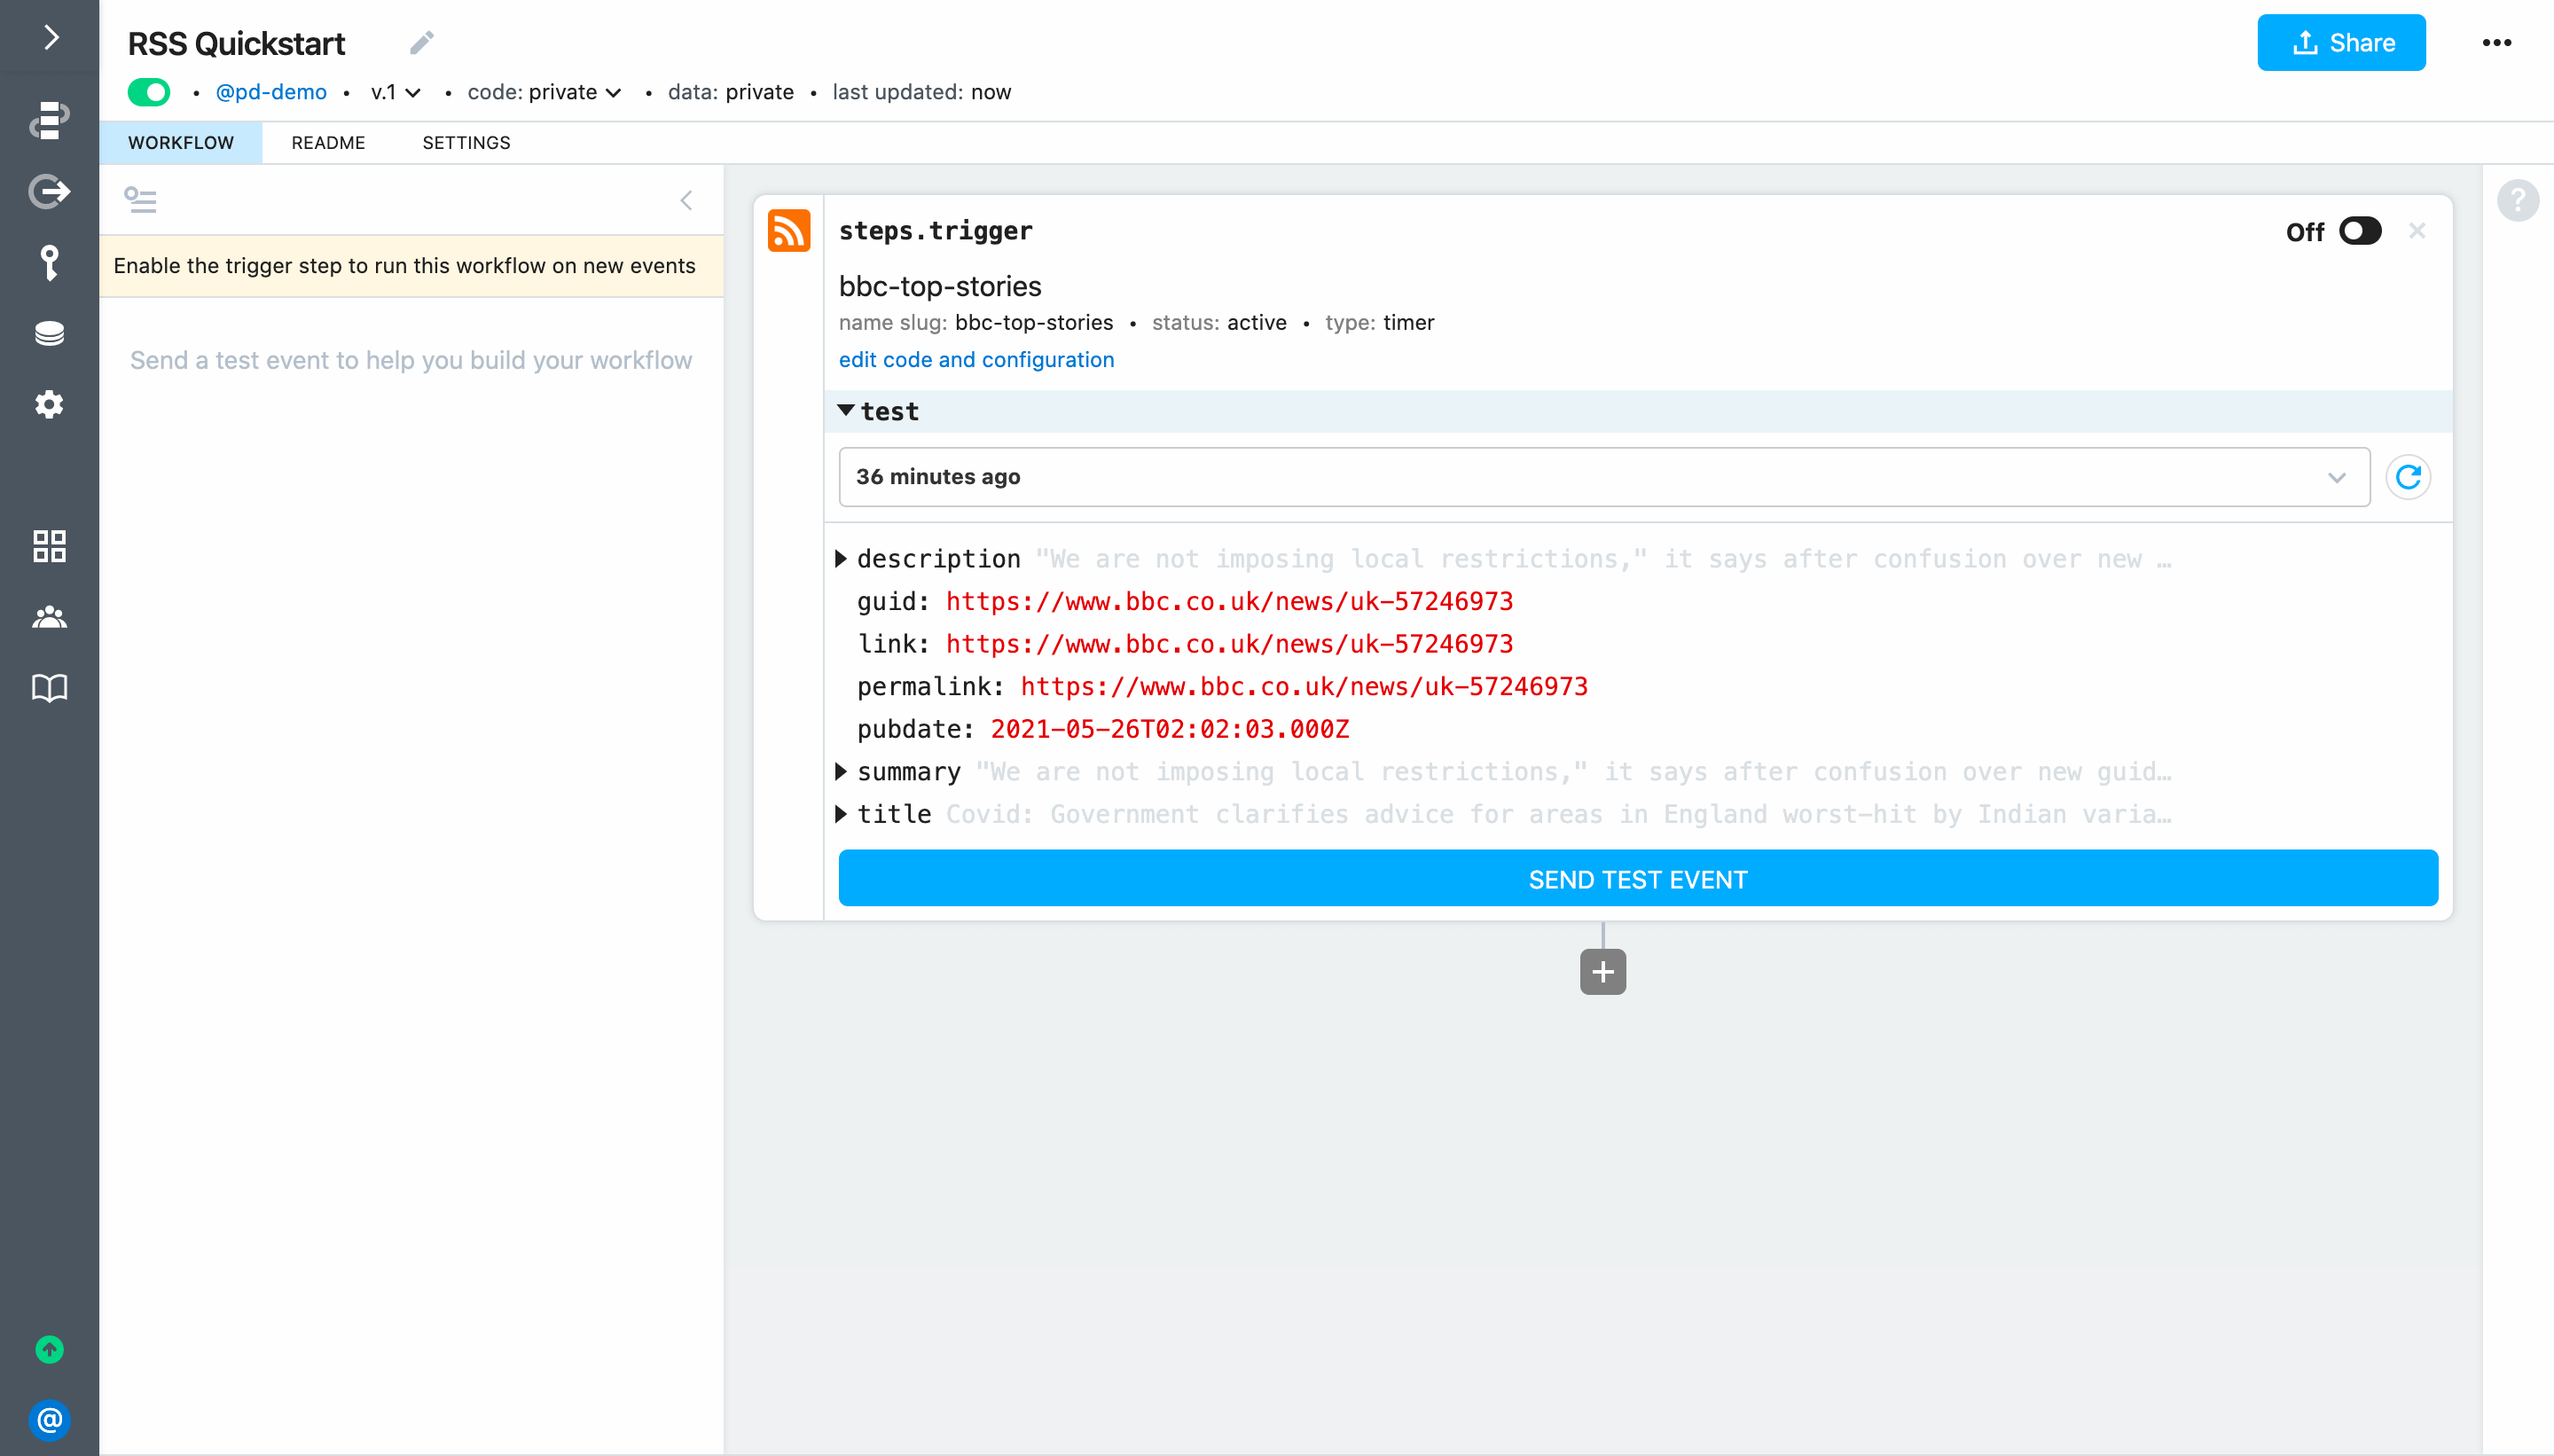 RSS Quickstart
Share
• @pd-demo • v.1 • code: private • data: private • last updated: now
WORKFLOW README SETTINGS
Enable the trigger step to run this workflow on new events
Send a test event to help you build your workflow
steps.trigger
Off
bbc-top-stories
name slug: bbc-top-stories • status: active • type: timer
edit code and configuration
test
36 minutes ago
description "We are not imposing local restrictions," it says after confusion over new …
guid: https://www.bbc.co.uk/news/uk-57246973
link: https://www.bbc.co.uk/news/uk-57246973
permalink: https://www.bbc.co.uk/news/uk-57246973
pubdate: 2021-05-26T02:02:03.000Z
summary "We are not imposing local restrictions," it says after confusion over new guid…
title Covid: Government clarifies advice for areas in England worst-hit by Indian varia…
SEND TEST EVENT
?
@